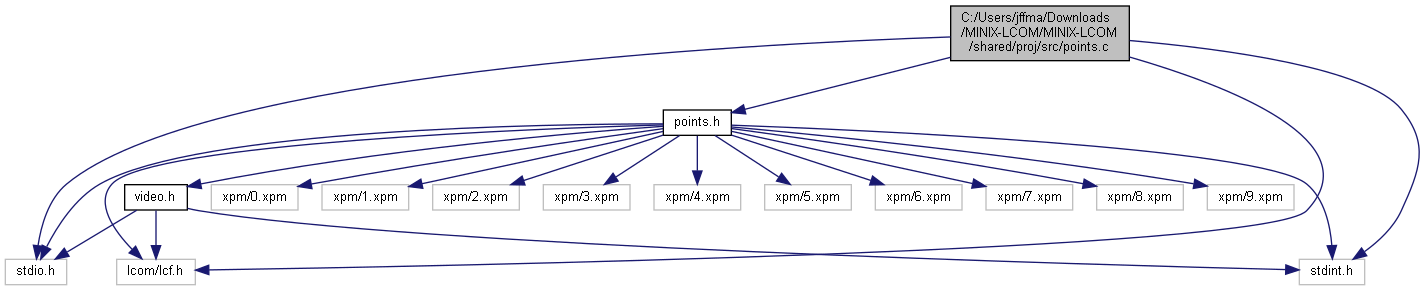 C:/Users/jffma/Downloads
/MINIX-LCOM/MINIX-LCOM
/shared/proj/src/points.c
points.h
video.h
xpm/0.xpm
xpm/1.xpm
xpm/2.xpm
xpm/3.xpm
xpm/4.xpm
xpm/5.xpm
xpm/6.xpm
xpm/7.xpm
xpm/8.xpm
xpm/9.xpm
stdio.h
lcom/lcf.h
stdint.h